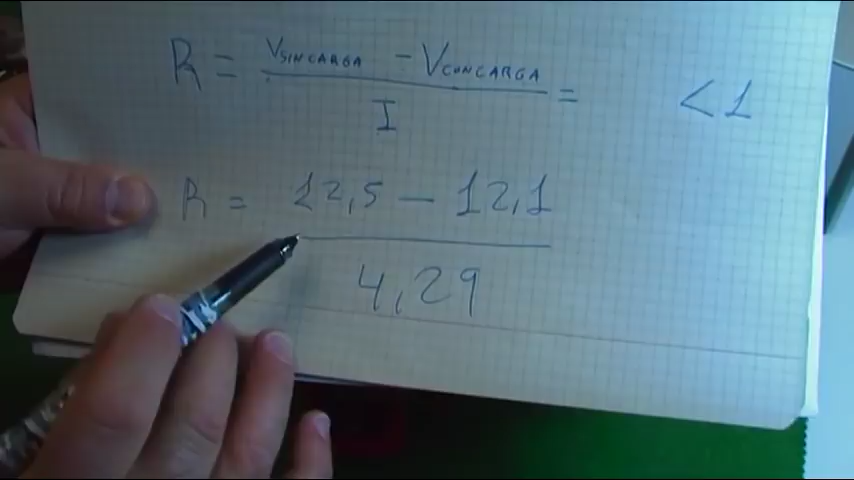 R = VSINCARGA - VCONCARGA = < 1
I
R = 12,5 - 12,1
4,29